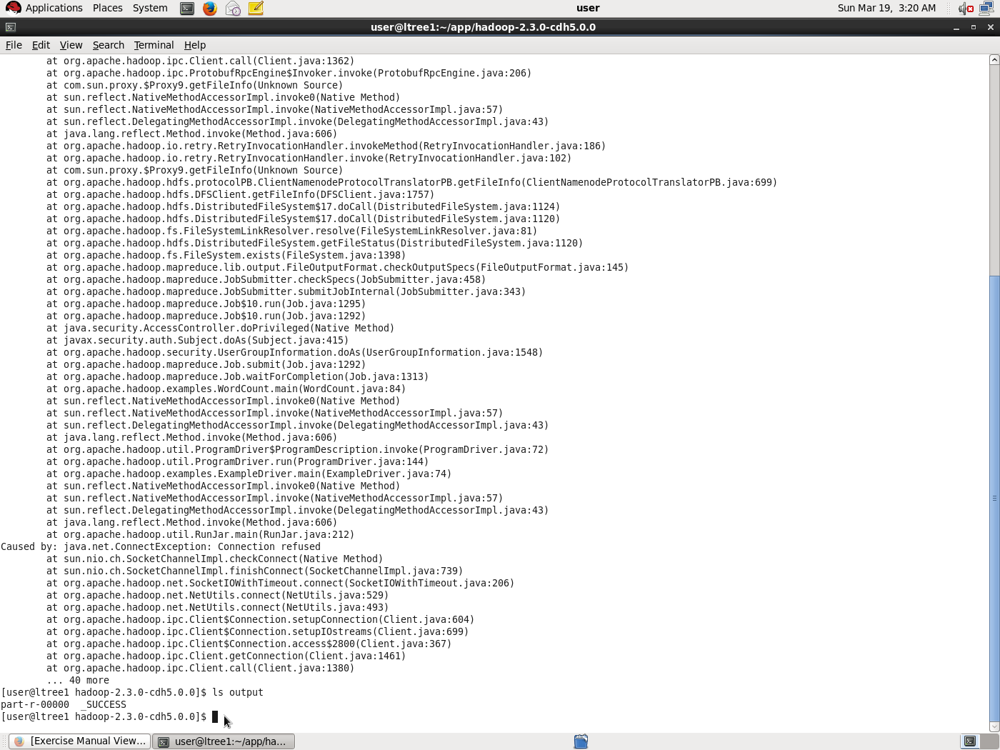 Applications Places System user Sun Mar 19, 3:20 AM
user@ltree1:~/app/hadoop-2.3.0-cdh5.0.0
File Edit View Search Terminal Help
at org.apache.hadoop.ipc.Client.call(Client.java:1362)
at org.apache.hadoop.ipc.ProtobufRpcEngine$Invoker.invoke(ProtobufRpcEngine.java:206)
at com.sun.proxy.$Proxy9.getFileInfo(Unknown Source)
at sun.reflect.NativeMethodAccessorImpl.invoke0(Native Method)
at sun.reflect.NativeMethodAccessorImpl.invoke(NativeMethodAccessorImpl.java:57)
at sun.reflect.DelegatingMethodAccessorImpl.invoke(DelegatingMethodAccessorImpl.java:43)
at java.lang.reflect.Method.invoke(Method.java:606)
at org.apache.hadoop.io.retry.RetryInvocationHandler.invokeMethod(RetryInvocationHandler.java:186)
at org.apache.hadoop.io.retry.RetryInvocationHandler.invoke(RetryInvocationHandler.java:102)
at com.sun.proxy.$Proxy9.getFileInfo(Unknown Source)
at org.apache.hadoop.hdfs.protocolPB.ClientNamenodeProtocolTranslatorPB.getFileInfo(ClientNamenodeProtocolTranslatorPB.java:699)
at org.apache.hadoop.hdfs.DFSClient.getFileInfo(DFSClient.java:1757)
at org.apache.hadoop.hdfs.DistributedFileSystem$17.doCall(DistributedFileSystem.java:1124)
at org.apache.hadoop.hdfs.DistributedFileSystem$17.doCall(DistributedFileSystem.java:1120)
at org.apache.hadoop.fs.FileSystemLinkResolver.resolve(FileSystemLinkResolver.java:81)
at org.apache.hadoop.hdfs.DistributedFileSystem.getFileStatus(DistributedFileSystem.java:1120)
at org.apache.hadoop.fs.FileSystem.exists(FileSystem.java:1398)
at org.apache.hadoop.mapreduce.lib.output.FileOutputFormat.checkOutputSpecs(FileOutputFormat.java:145)
at org.apache.hadoop.mapreduce.JobSubmitter.checkSpecs(JobSubmitter.java:458)
at org.apache.hadoop.mapreduce.JobSubmitter.submitJobInternal(JobSubmitter.java:343)
at org.apache.hadoop.mapreduce.Job$10.run(Job.java:1295)
at org.apache.hadoop.mapreduce.Job$10.run(Job.java:1292)
at java.security.AccessController.doPrivileged(Native Method)
at javax.security.auth.Subject.doAs(Subject.java:415)
at org.apache.hadoop.security.UserGroupInformation.doAs(UserGroupInformation.java:1548)
at org.apache.hadoop.mapreduce.Job.submit(Job.java:1292)
at org.apache.hadoop.mapreduce.Job.waitForCompletion(Job.java:1313)
at org.apache.hadoop.examples.WordCount.main(WordCount.java:84)
at sun.reflect.NativeMethodAccessorImpl.invoke0(Native Method)
at sun.reflect.NativeMethodAccessorImpl.invoke(NativeMethodAccessorImpl.java:57)
at sun.reflect.DelegatingMethodAccessorImpl.invoke(DelegatingMethodAccessorImpl.java:43)
at java.lang.reflect.Method.invoke(Method.java:606)
at org.apache.hadoop.util.ProgramDriver$ProgramDescription.invoke(ProgramDriver.java:72)
at org.apache.hadoop.util.ProgramDriver.run(ProgramDriver.java:144)
at org.apache.hadoop.examples.ExampleDriver.main(ExampleDriver.java:74)
at sun.reflect.NativeMethodAccessorImpl.invoke0(Native Method)
at sun.reflect.NativeMethodAccessorImpl.invoke(NativeMethodAccessorImpl.java:57)
at sun.reflect.DelegatingMethodAccessorImpl.invoke(DelegatingMethodAccessorImpl.java:43)
at java.lang.reflect.Method.invoke(Method.java:606)
at org.apache.hadoop.util.RunJar.main(RunJar.java:212)
Caused by: java.net.ConnectException: Connection refused
at sun.nio.ch.SocketChannelImpl.checkConnect(Native Method)
at sun.nio.ch.SocketChannelImpl.finishConnect(SocketChannelImpl.java:739)
at org.apache.hadoop.net.SocketIOWithTimeout.connect(SocketIOWithTimeout.java:206)
at org.apache.hadoop.net.NetUtils.connect(NetUtils.java:529)
at org.apache.hadoop.net.NetUtils.connect(NetUtils.java:493)
at org.apache.hadoop.ipc.Client$Connection.setupConnection(Client.java:604)
at org.apache.hadoop.ipc.Client$Connection.setupIOstreams(Client.java:699)
at org.apache.hadoop.ipc.Client$Connection.access$2800(Client.java:367)
at org.apache.hadoop.ipc.Client.getConnection(Client.java:1461)
at org.apache.hadoop.ipc.Client.call(Client.java:1380)
... 40 more
[user@ltree1 hadoop-2.3.0-cdh5.0.0]$ ls output
part-r-00000 _SUCCESS
[user@ltree1 hadoop-2.3.0-cdh5.0.0]$
[Exercise Manual View... user@ltree1:~/app/ha...